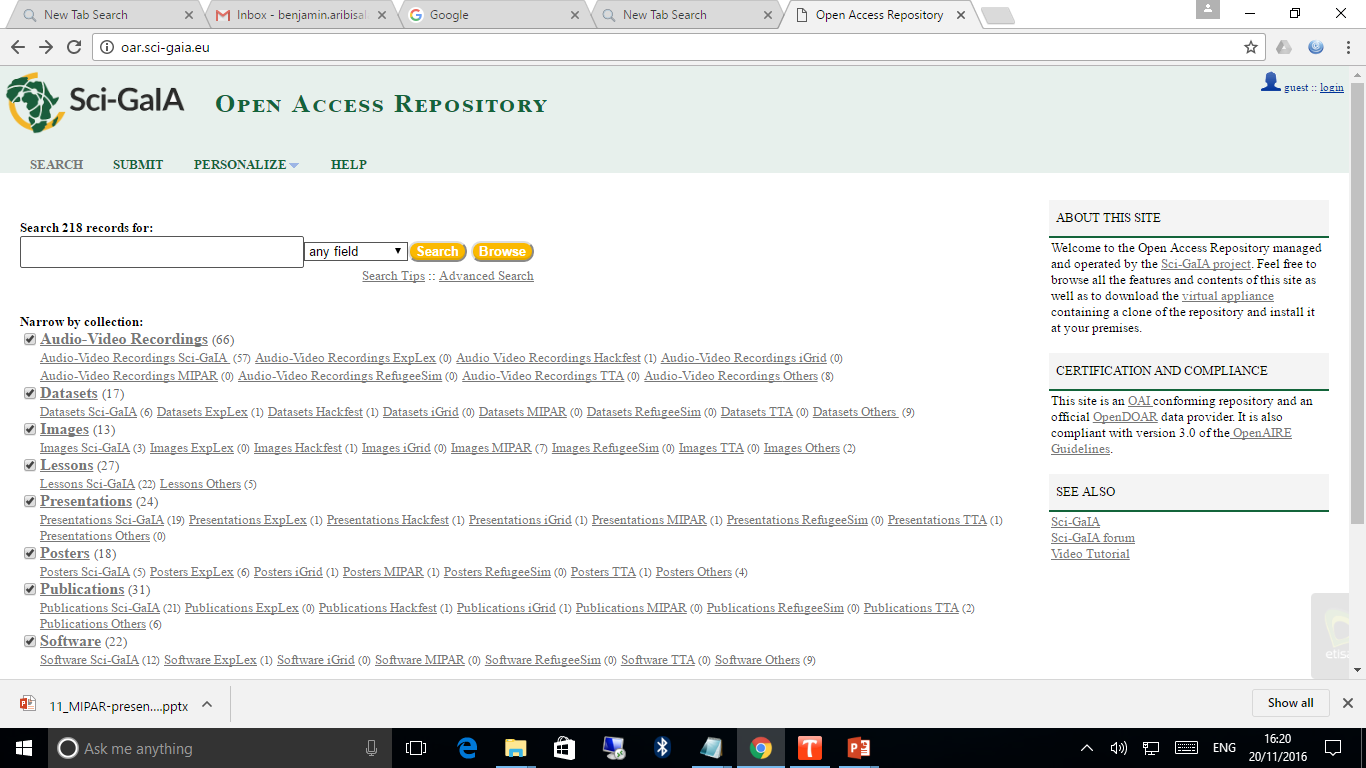 New Tab Search
Inbox - benjamin.aribisal
Google
New Tab Search
Open Access Repository
oar.sci-gaia.eu
Sci-GaIA
OPEN ACCESS REPOSITORY
guest :: login
SEARCH SUBMIT PERSONALIZE HELP
Search 218 records for:
any field Search Browse
Search Tips :: Advanced Search
Narrow by collection:
Audio-Video Recordings (66)
Audio-Video Recordings Sci-GaIA (57) Audio-Video Recordings ExpLex (0) Audio Video Recordings Hackfest (1) Audio-Video Recordings iGrid (0)
Audio-Video Recordings MIPAR (0) Audio-Video Recordings RefugeeSim (0) Audio-Video Recordings TTA (0) Audio-Video Recordings Others (8)
Datasets (17)
Datasets Sci-GaIA (6) Datasets ExpLex (1) Datasets Hackfest (1) Datasets iGrid (0) Datasets MIPAR (0) Datasets RefugeeSim (0) Datasets TTA (0) Datasets Others (9)
Images (13)
Images Sci-GaIA (3) Images ExpLex (0) Images Hackfest (1) Images iGrid (0) Images MIPAR (7) Images RefugeeSim (0) Images TTA (0) Images Others (2)
Lessons (27)
Lessons Sci-GaIA (22) Lessons Others (5)
Presentations (24)
Presentations Sci-GaIA (19) Presentations ExpLex (1) Presentations Hackfest (1) Presentations iGrid (1) Presentations MIPAR (1) Presentations RefugeeSim (0) Presentations TTA (1)
Presentations Others (0)
Posters (18)
Posters Sci-GaIA (5) Posters ExpLex (6) Posters iGrid (1) Posters MIPAR (1) Posters RefugeeSim (0) Posters TTA (1) Posters Others (4)
Publications (31)
Publications Sci-GaIA (21) Publications ExpLex (0) Publications Hackfest (1) Publications iGrid (1) Publications MIPAR (0) Publications RefugeeSim (0) Publications TTA (2)
Publications Others (6)
Software (22)
Software Sci-GaIA (12) Software ExpLex (1) Software iGrid (0) Software MIPAR (0) Software RefugeeSim (0) Software TTA (0) Software Others (9)
ABOUT THIS SITE
Welcome to the Open Access Repository managed
and operated by the Sci-GaIA project. Feel free to
browse all the features and contents of this site as
well as to download the virtual appliance
containing a clone of the repository and install it
at your premises.
CERTIFICATION AND COMPLIANCE
This site is an OAI conforming repository and an
official OpenDOAR data provider. It is also
compliant with version 3.0 of the OpenAIRE
Guidelines.
SEE ALSO
Sci-GaIA
Sci-GaIA forum
Video Tutorial
etis
11_MIPAR-presen....pptx
Show all
Ask me anything
ENG
16:20
20/11/2016